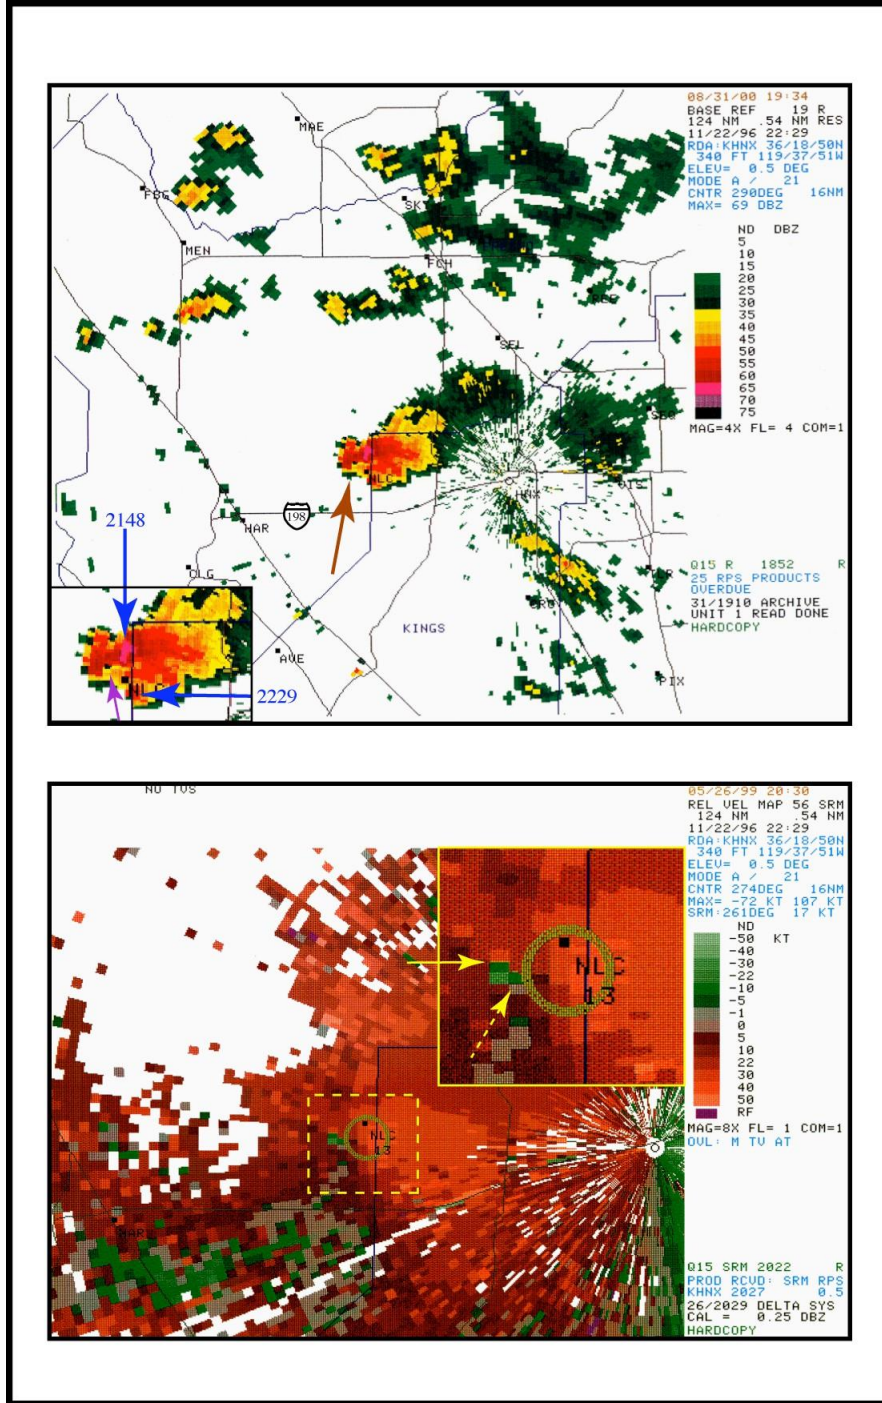 08/31/00 19:34
BASE REF 19 R
124 NM .54 NM RES
11/22/96 22:29
RDA:KHNX 36/18/50N
340 FT 119/37/51W
ELEV= 0.5 DEG
MODE A / 21
CNTR 290DEG 16NM
MAX= 69 DBZ
ND DBZ
5
10
15
20
25
30
35
40
45
50
55
60
65
70
75
MAG=4X FL= 4 COM=1
Q15 R 1852 R
25 RPS PRODUCTS
OVERDUE
31/1910 ARCHIVE
UNIT 1 READ DONE
HARDCOPY
MAE
FBG
SKY
MEN
FCH
SEL
NLC
HNX
VIS
198
HAR
2148
CLG
KINGS
AVE
PIX
NLC
2229
NO TVS
05/26/99 20:30
REL VEL MAP 56 SRM
124 NM .54 NM
11/22/96 22:29
RDA:KHNX 36/18/50N
340 FT 119/37/51W
ELEV= 0.5 DEG
MODE A / 21
CNTR 274DEG 16NM
MAX= -72 KT 107 KT
SRM:261DEG 17 KT
ND
-50 KT
-40
-30
-22
-10
-5
-1
0
5
10
22
30
40
50
RF
MAG=8X FL= 1 COM=1
OVL: M TV AT
Q15 SRM 2022 R
PROD RCVD: SRM RPS
KHNX 2027 0.5
26/2029 DELTA SYS
CAL = 0.25 DBZ
HARDCOPY
NLC
13
NLC
13
HAR